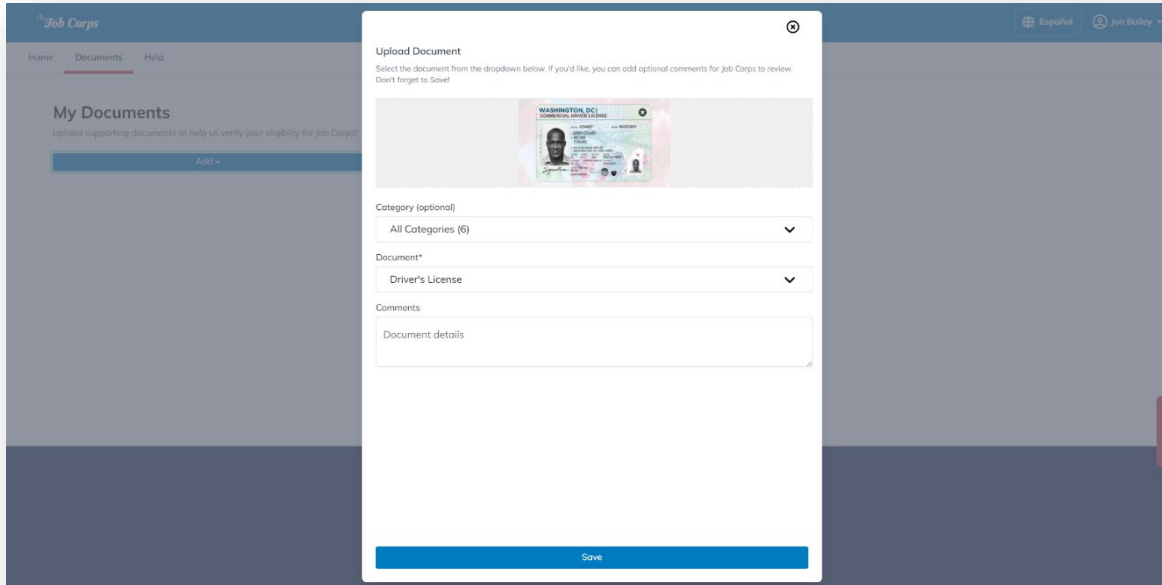 My Job Corps
Español
Jan Bailey
Home Documents Help
My Documents
Upload supporting documents to help us verify your eligibility for Job Corps!
Add +
Upload Document
Select the document from the dropdown below. If you'd like, you can add optional comments for Job Corps to review.
Don't forget to Save!
WASHINGTON, DC
COMMERCIAL DRIVER LICENSE
Category (optional)
All Categories (6)
Document*
Driver's License
Comments
Document details
Save